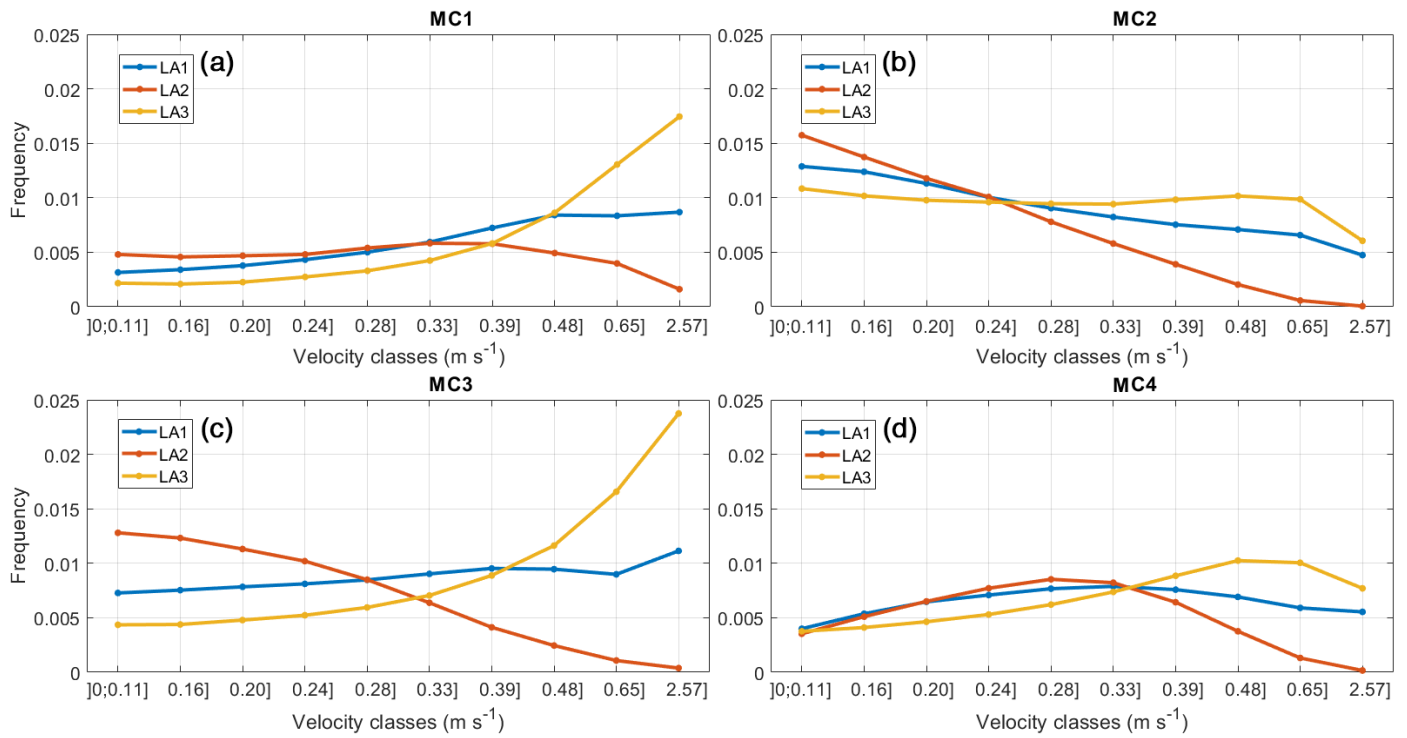 MC1
(a)
LA1
LA2
LA3
0.025
0.02
0.015
0.01
0.005
0
Frequency
]0;0.11] 0.16] 0.20] 0.24] 0.28] 0.33] 0.39] 0.48] 0.65] 2.57]
Velocity classes (m s-1)
MC2
(b)
LA1
LA2
LA3
0.025
0.02
0.015
0.01
0.005
0
]0;0.11] 0.16] 0.20] 0.24] 0.28] 0.33] 0.39] 0.48] 0.65] 2.57]
Velocity classes (m s-1)
MC3
(c)
LA1
LA2
LA3
0.025
0.02
0.015
0.01
0.005
0
Frequency
]0;0.11] 0.16] 0.20] 0.24] 0.28] 0.33] 0.39] 0.48] 0.65] 2.57]
Velocity classes (m s-1)
MC4
(d)
LA1
LA2
LA3
0.025
0.02
0.015
0.01
0.005
0
]0;0.11] 0.16] 0.20] 0.24] 0.28] 0.33] 0.39] 0.48] 0.65] 2.57]
Velocity classes (m s-1)